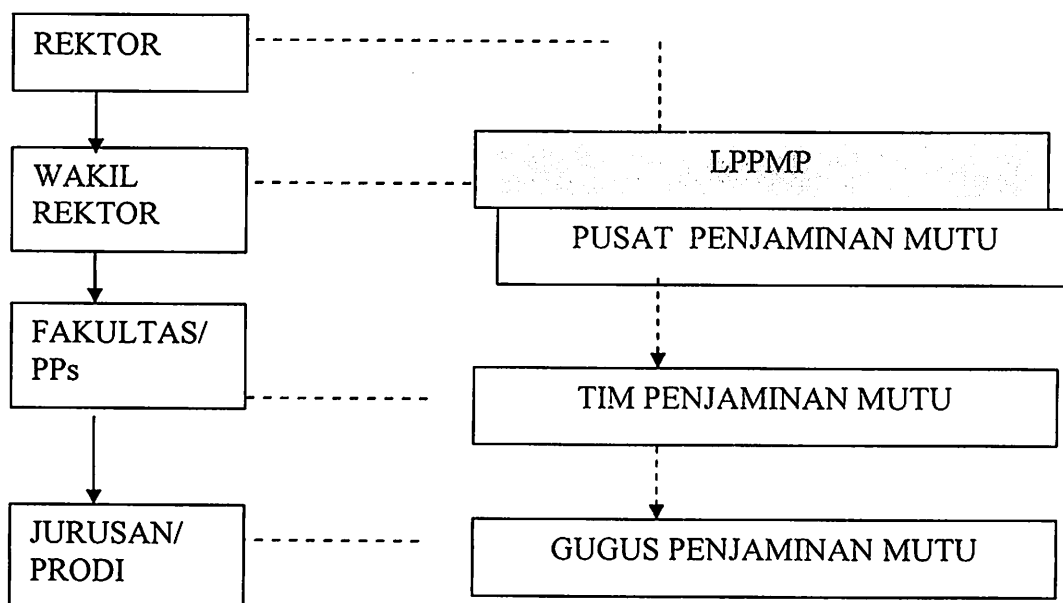 REKTOR
LPPMP
WAKIL
REKTOR
PUSAT PENJAMINAN MUTU
FAKULTAS/
PPs
TIM PENJAMINAN MUTU
JURUSAN/
PRODI
GUGUS PENJAMINAN MUTU